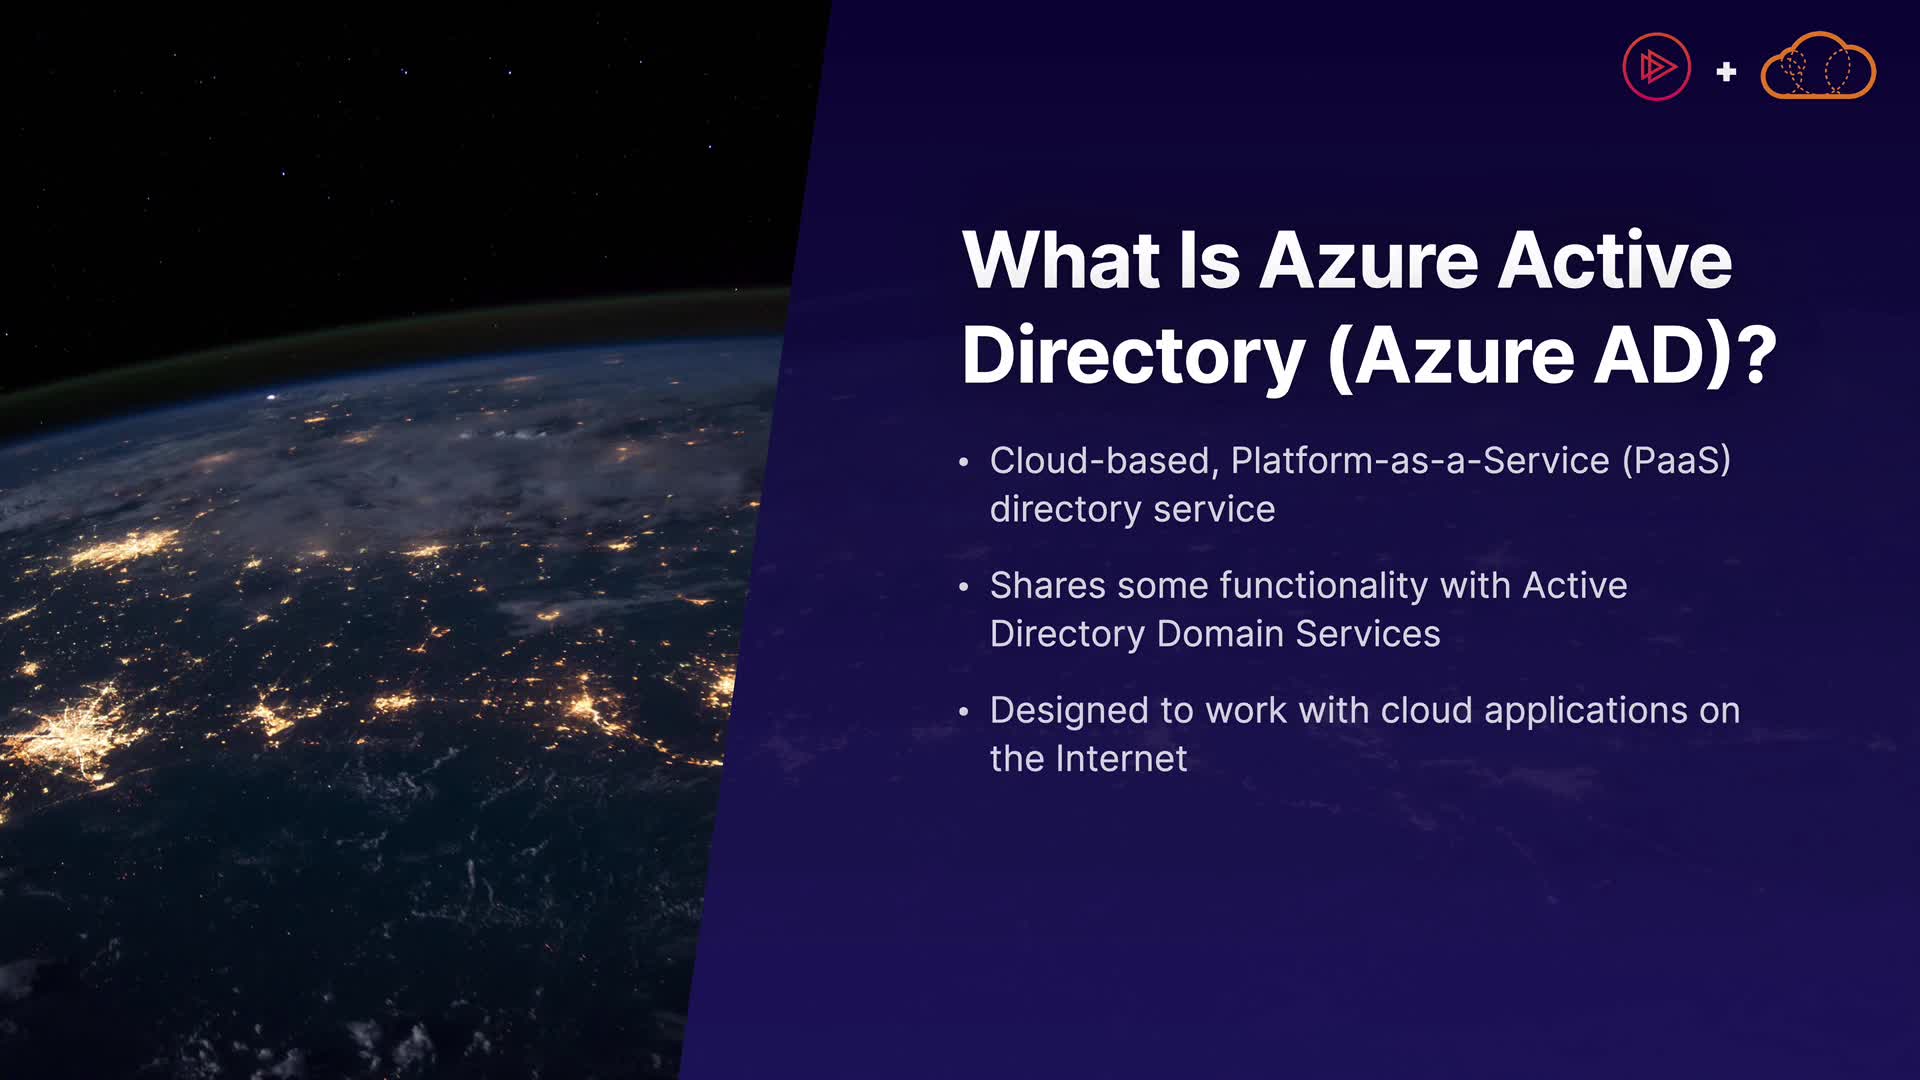 What Is Azure Active
Directory (Azure AD)?
• Cloud-based, Platform-as-a-Service (PaaS)
directory service
• Shares some functionality with Active
Directory Domain Services
• Designed to work with cloud applications on
the Internet